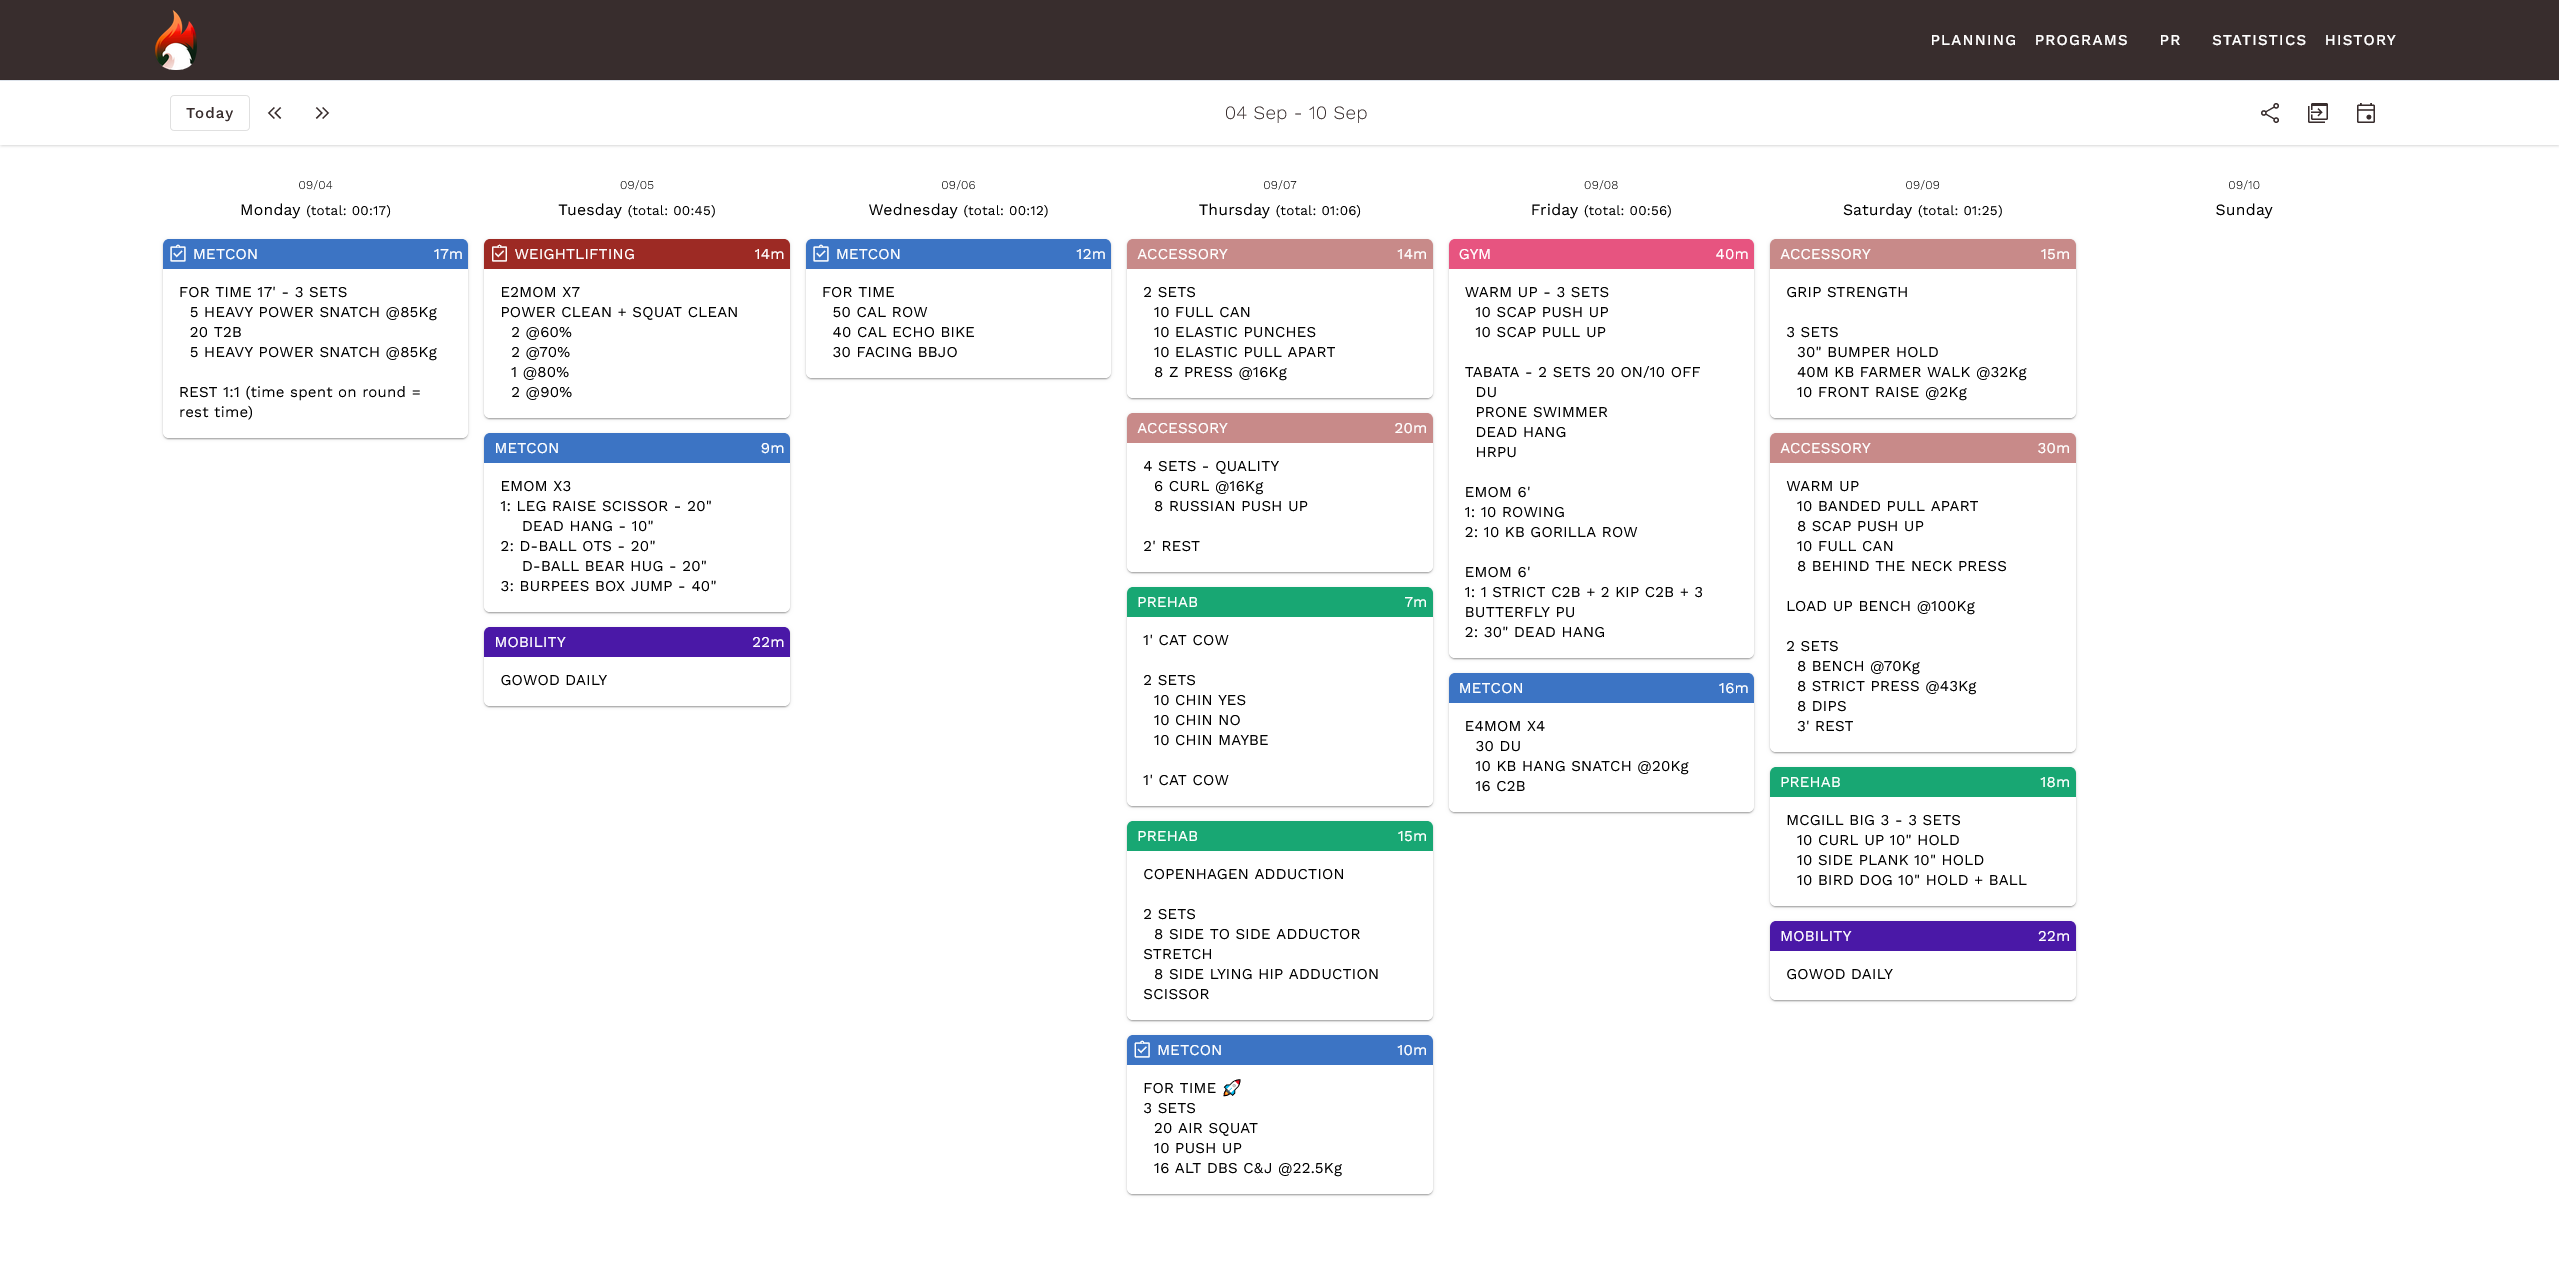 PLANNING PROGRAMS PR STATISTICS HISTORY
Today
04 Sep - 10 Sep
09/04
Monday (total: 00:17)
METCON 17m
FOR TIME 17' - 3 SETS
5 HEAVY POWER SNATCH @85Kg
20 T2B
5 HEAVY POWER SNATCH @85Kg
REST 1:1 (time spent on round =
rest time)
09/05
Tuesday (total: 00:45)
WEIGHTLIFTING 14m
E2MOM X7
POWER CLEAN + SQUAT CLEAN
2 @60%
2 @70%
1 @80%
2 @90%
METCON 9m
EMOM X3
1: LEG RAISE SCISSOR - 20"
DEAD HANG - 10"
2: D-BALL OTS - 20"
D-BALL BEAR HUG - 20"
3: BURPEES BOX JUMP - 40"
MOBILITY 22m
GOWOD DAILY
09/06
Wednesday (total: 00:12)
METCON 12m
FOR TIME
50 CAL ROW
40 CAL ECHO BIKE
30 FACING BBJO
09/07
Thursday (total: 01:06)
ACCESSORY 14m
2 SETS
10 FULL CAN
10 ELASTIC PUNCHES
10 ELASTIC PULL APART
8 Z PRESS @16Kg
ACCESSORY 20m
4 SETS - QUALITY
6 CURL @16Kg
8 RUSSIAN PUSH UP
2' REST
PREHAB 7m
1' CAT COW
2 SETS
10 CHIN YES
10 CHIN NO
10 CHIN MAYBE
1' CAT COW
PREHAB 15m
COPENHAGEN ADDUCTION
2 SETS
8 SIDE TO SIDE ADDUCTOR
STRETCH
8 SIDE LYING HIP ADDUCTION
SCISSOR
METCON 10m
FOR TIME 🚀
3 SETS
20 AIR SQUAT
10 PUSH UP
16 ALT DBS C&J @22.5Kg
09/08
Friday (total: 00:56)
GYM 40m
WARM UP - 3 SETS
10 SCAP PUSH UP
10 SCAP PULL UP
TABATA - 2 SETS 20 ON/10 OFF
DU
PRONE SWIMMER
DEAD HANG
HRPU
EMOM 6'
1: 10 ROWING
2: 10 KB GORILLA ROW
EMOM 6'
1: 1 STRICT C2B + 2 KIP C2B + 3
BUTTERFLY PU
2: 30" DEAD HANG
METCON 16m
E4MOM X4
30 DU
10 KB HANG SNATCH @20Kg
16 C2B
09/09
Saturday (total: 01:25)
ACCESSORY 15m
GRIP STRENGTH
3 SETS
30" BUMPER HOLD
40M KB FARMER WALK @32Kg
10 FRONT RAISE @2Kg
ACCESSORY 30m
WARM UP
10 BANDED PULL APART
8 SCAP PUSH UP
10 FULL CAN
8 BEHIND THE NECK PRESS
LOAD UP BENCH @100Kg
2 SETS
8 BENCH @70Kg
8 STRICT PRESS @43Kg
8 DIPS
3' REST
PREHAB 18m
MCGILL BIG 3 - 3 SETS
10 CURL UP 10" HOLD
10 SIDE PLANK 10" HOLD
10 BIRD DOG 10" HOLD + BALL
MOBILITY 22m
GOWOD DAILY
09/10
Sunday